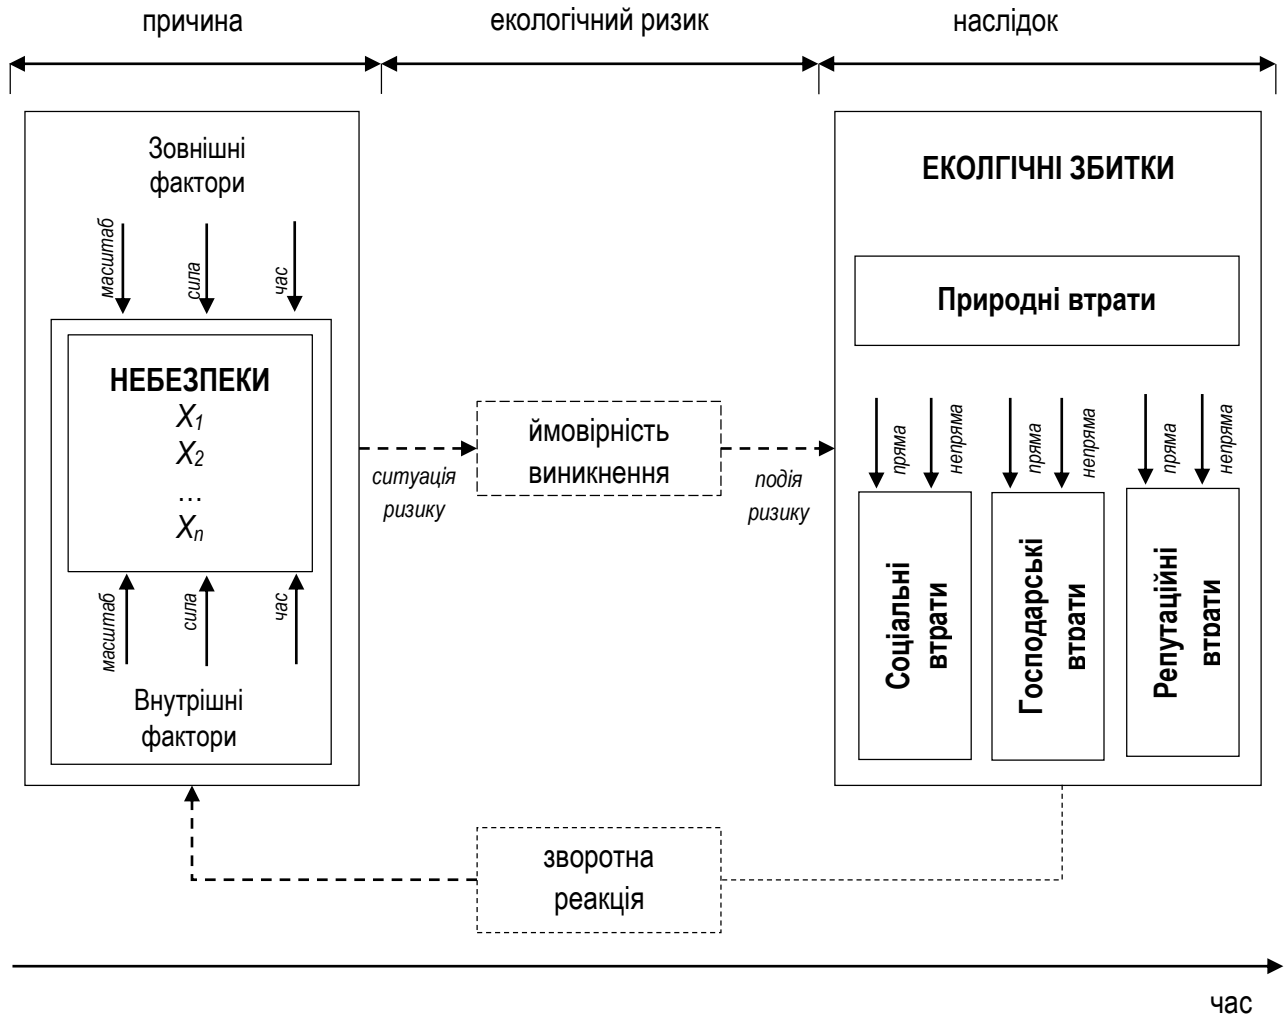 причина
екологічний ризик
наслідок
Зовнішні
фактори
масштаб
сила
час
НЕБЕЗПЕКИ
X1
X2
...
Xn
масштаб
сила
час
Внутрішні
фактори
ситуація
ризику
ймовірність
виникнення
подія
ризику
ЕКОЛГІЧНІ ЗБИТКИ
Природні втрати
пряма
непряма
пряма
непряма
пряма
непряма
Соціальні
втрати
Господарські
втрати
Репутаційні
втрати
зворотна
реакція
час